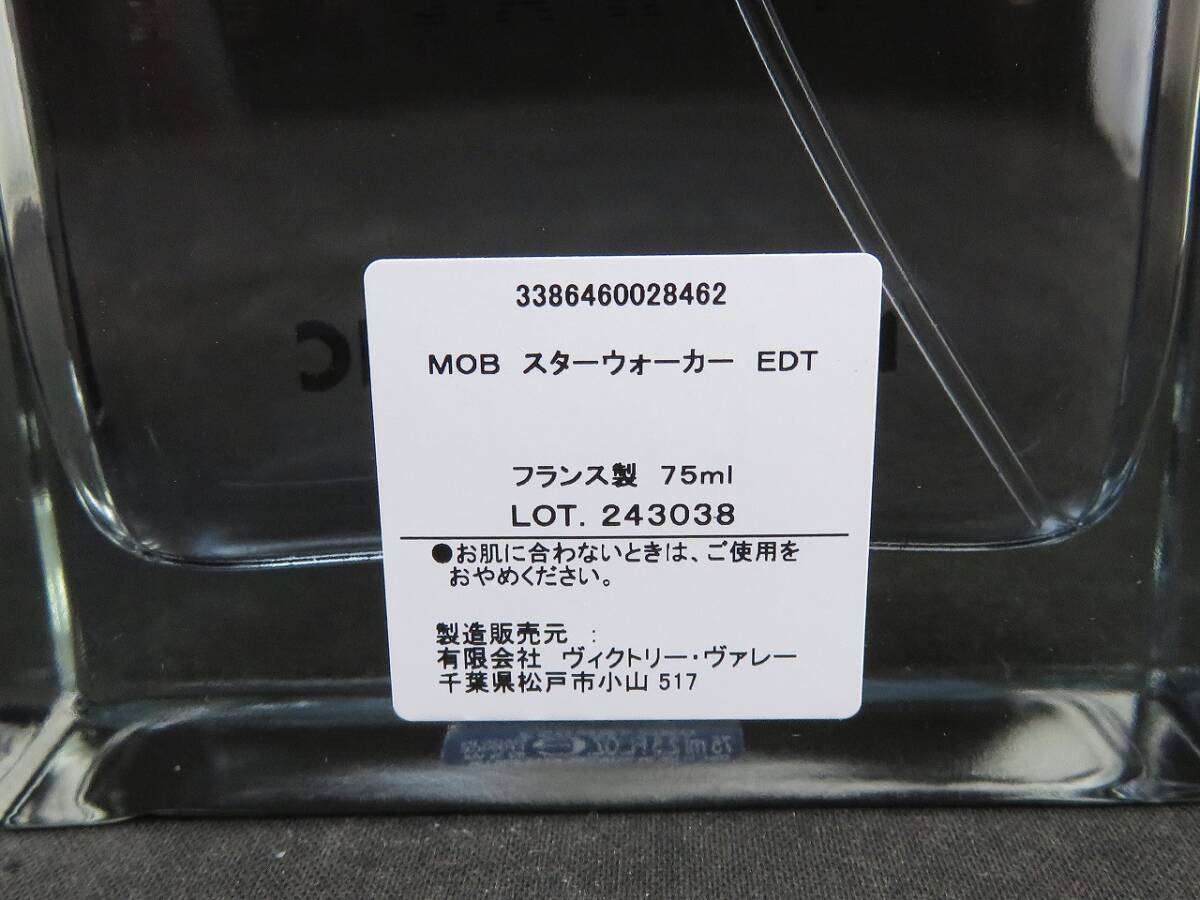 3386460028462
MOB スターウォーカー EDT
フランス製 75ml
LOT. 243038
●お肌に合わないときは、ご使用を
おやめください。
製造販売元 :
有限会社 ヴィクトリー・ヴァレー
千葉県松戸市小山517